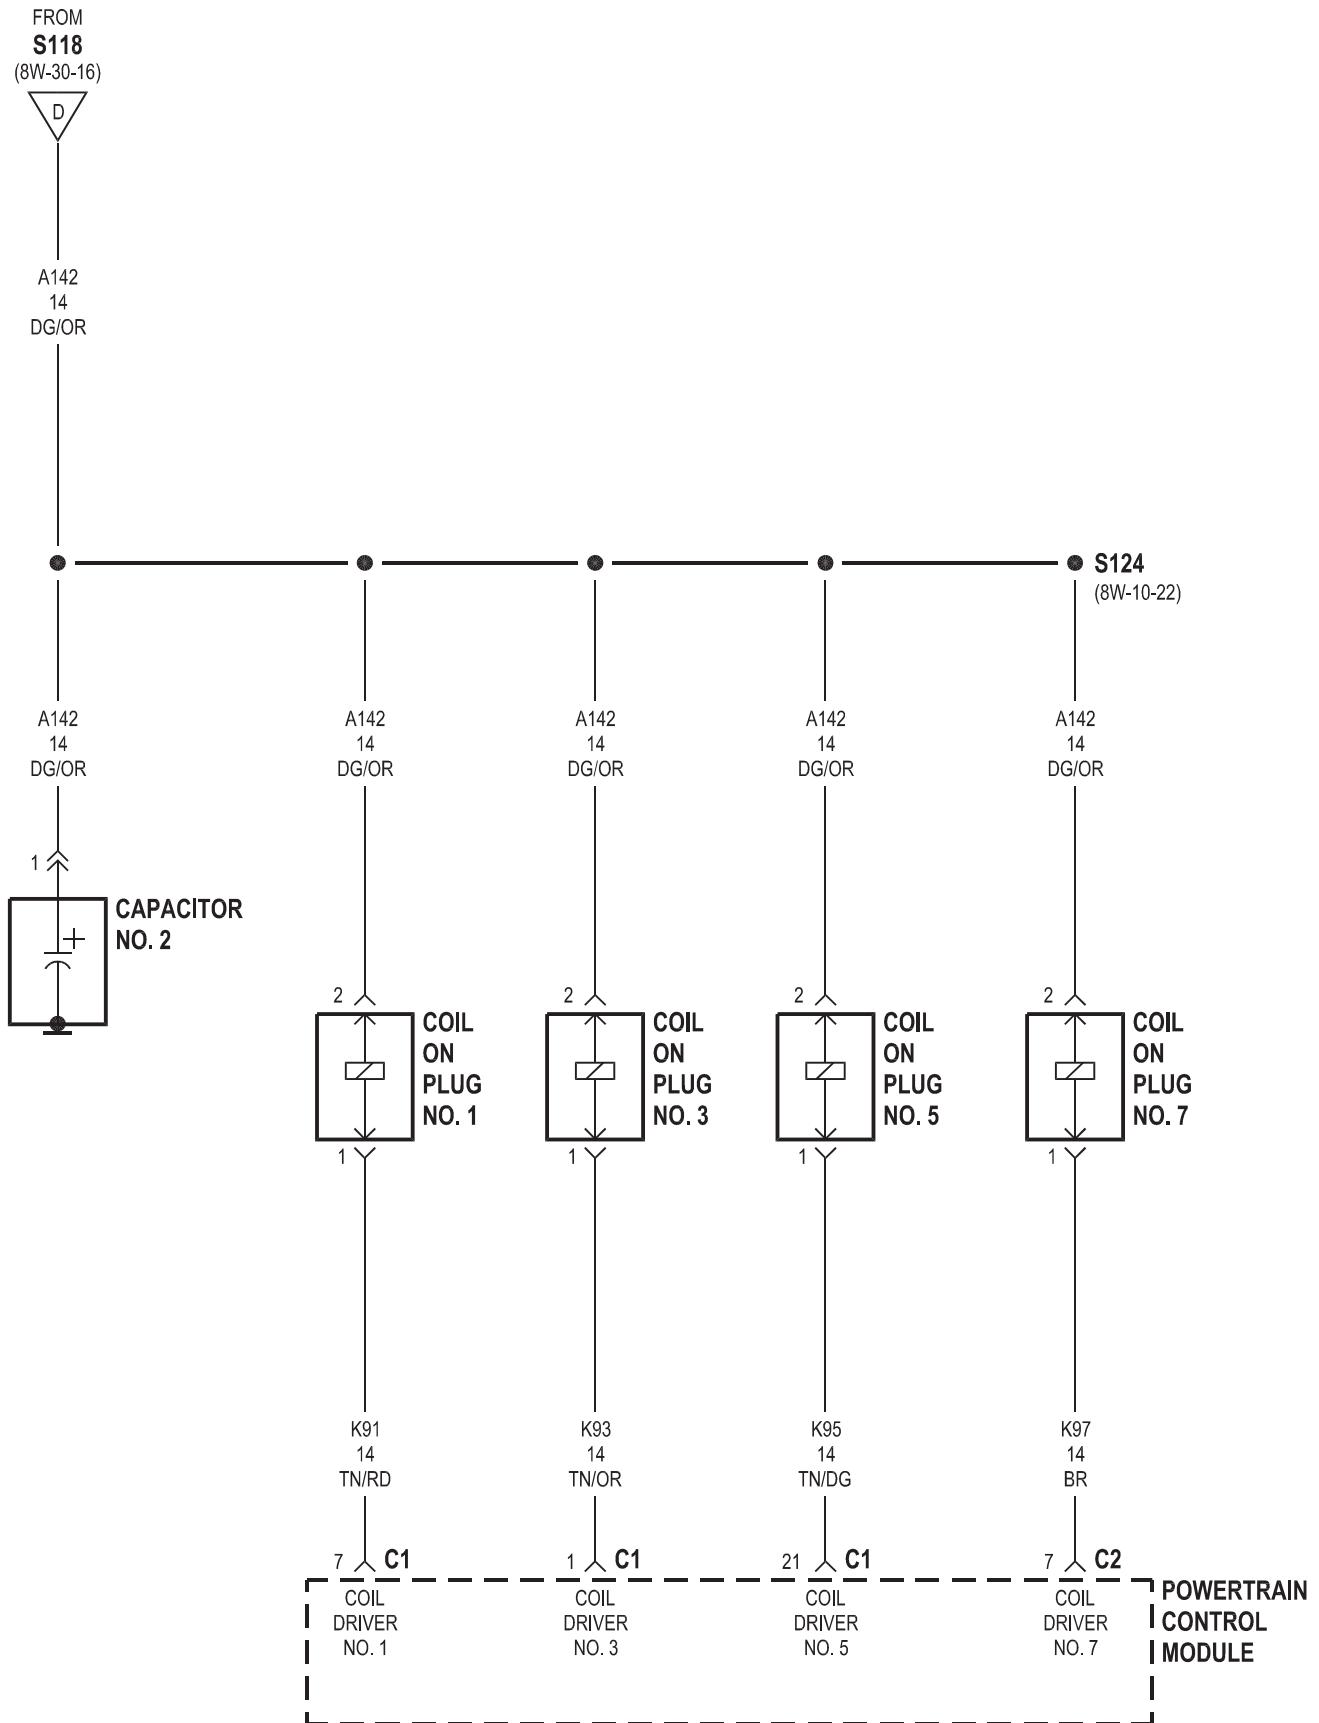 FROM
S118
(8W-30-16)
D
A142
14
DG/OR
S124
(8W-10-22)
A142
14
DG/OR
A142
14
DG/OR
A142
14
DG/OR
A142
14
DG/OR
A142
14
DG/OR
1
CAPACITOR
NO. 2
2
COIL
ON
PLUG
NO. 1
1
2
COIL
ON
PLUG
NO. 3
1
2
COIL
ON
PLUG
NO. 5
1
2
COIL
ON
PLUG
NO. 7
1
K91
14
TN/RD
K93
14
TN/OR
K95
14
TN/DG
K97
14
BR
7 C1
1 C1
21 C1
7 C2
COIL
DRIVER
NO. 1
COIL
DRIVER
NO. 3
COIL
DRIVER
NO. 5
COIL
DRIVER
NO. 7
POWERTRAIN
CONTROL
MODULE